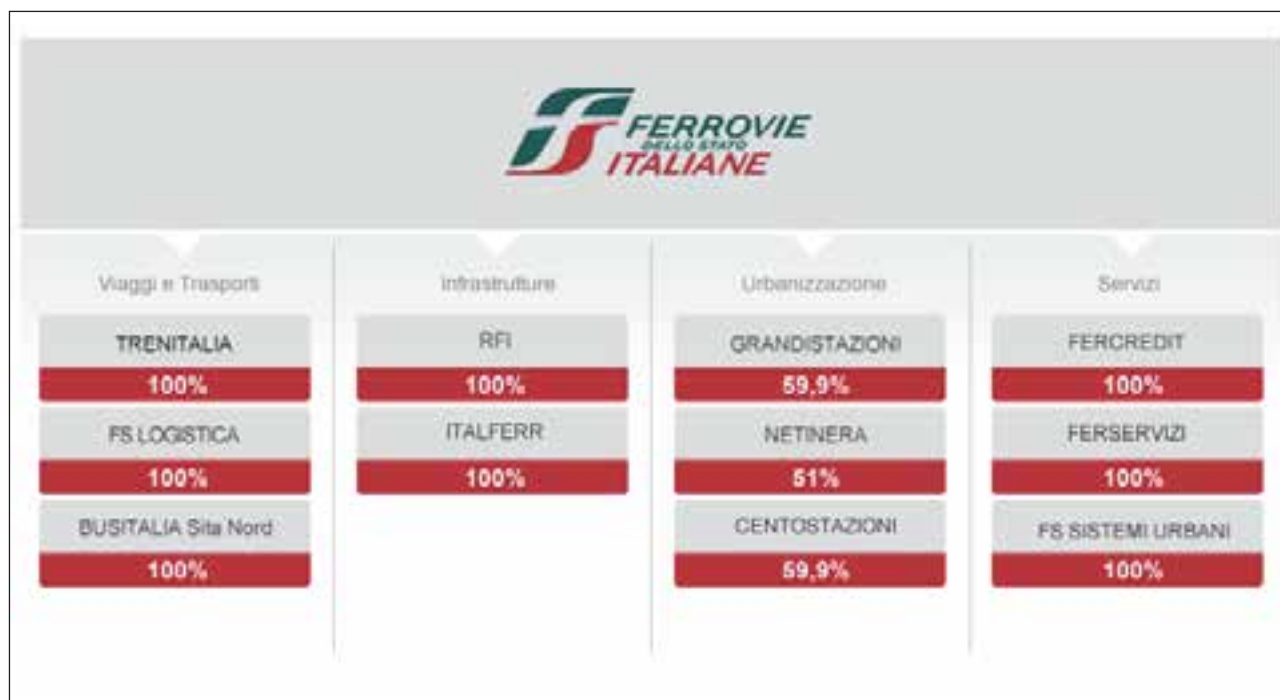 FERROVIE
DELLO STATO
ITALIANE
Viaggi e Trasporti
TRENITALIA
100%
FS LOGISTICA
100%
BUSITALIA Sita Nord
100%
Infrastrutture
RFI
100%
ITALFERR
100%
Urbanizzazione
GRANDISTAZIONI
59,9%
NETINERA
51%
CENTOSTAZIONI
59,9%
Servizi
FERCREDIT
100%
FERSERVIZI
100%
FS SISTEMI URBANI
100%